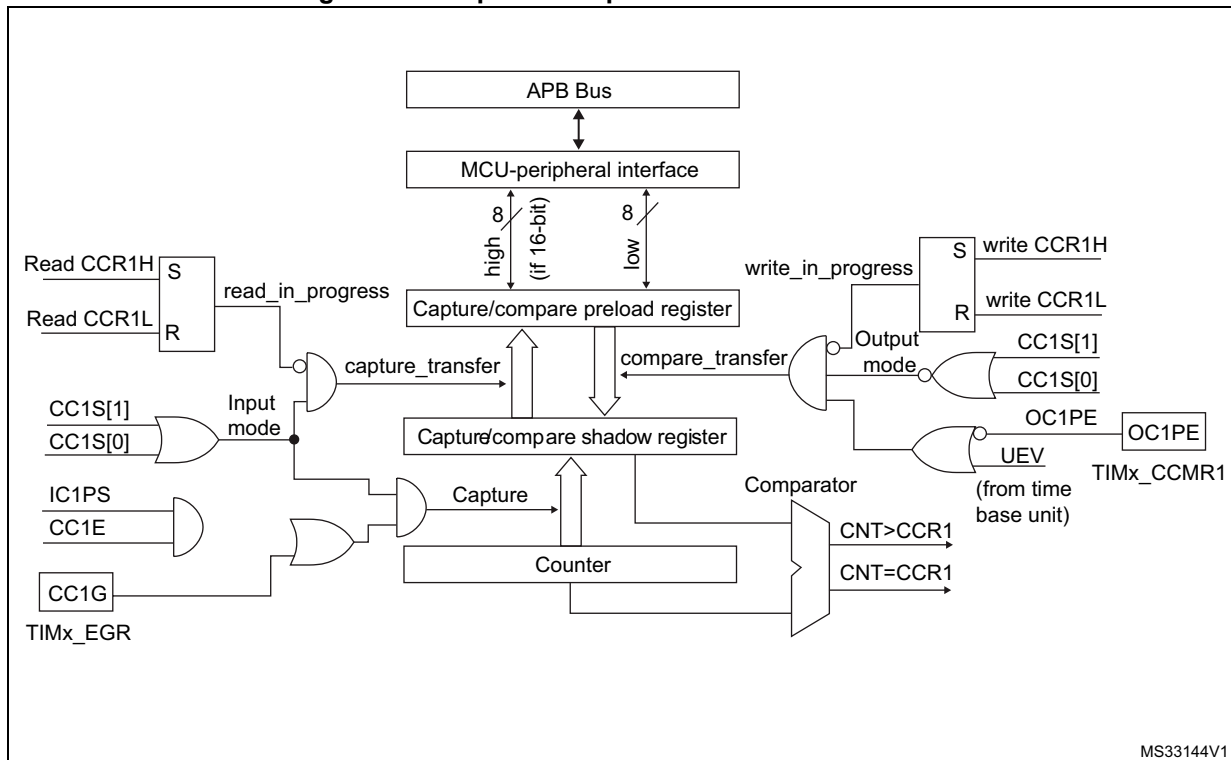 APB Bus
MCU-peripheral interface
8
high
(if 16-bit)
8
low
Read CCR1H
S
read_in_progress
Read CCR1L
R
write_in_progress
S
write CCR1H
R
write CCR1L
Capture/compare preload register
capture_transfer
compare_transfer
Output
mode
CC1S[1]
CC1S[0]
CC1S[1]
CC1S[0]
Input
mode
Capture/compare shadow register
OC1PE
OC1PE
UEV
TIMx_CCMR1
(from time
base unit)
IC1PS
CC1E
Capture
Comparator
CNT>CCR1
Counter
CNT=CCR1
CC1G
TIMx_EGR
MS33144V1